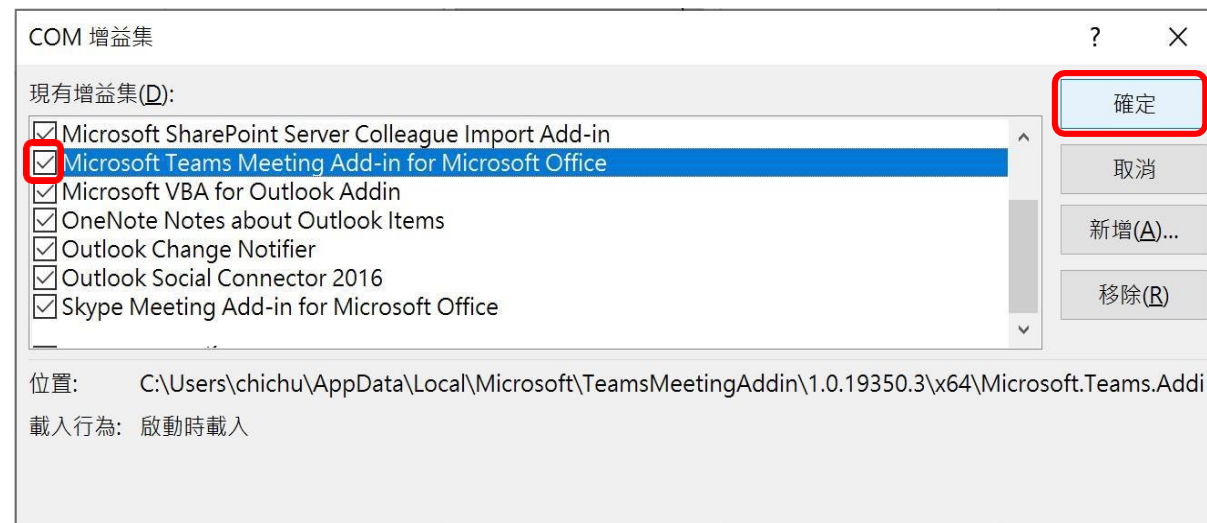 COM 增益集
?
現有增益集(D):
確定
Microsoft SharePoint Server Colleague Import Add-in
Microsoft Teams Meeting Add-in for Microsoft Office
取消
Microsoft VBA for Outlook Addin
OneNote Notes about Outlook Items
新增(A)...
Outlook Change Notifier
Outlook Social Connector 2016
Skype Meeting Add-in for Microsoft Office
移除(R)
位置: C:\Users\chichu\AppData\Local\Microsoft\TeamsMeetingAddin\1.0.19350.3\x64\Microsoft.Teams.Addi
載入行為: 啟動時載入